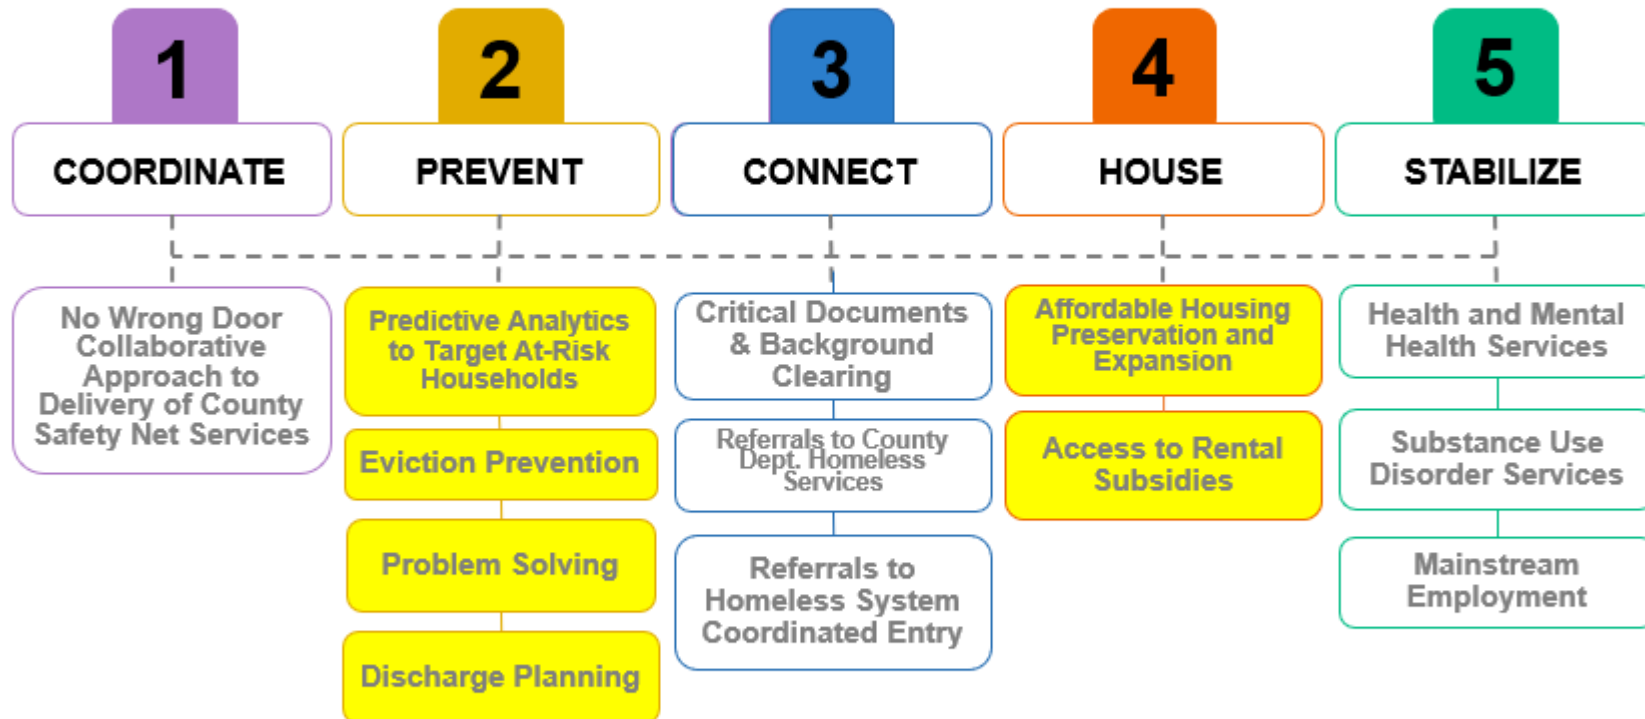 1
COORDINATE
No Wrong Door
Collaborative
Approach to
Delivery of County
Safety Net Services
2
PREVENT
Predictive Analytics
to Target At-Risk
Households
Eviction Prevention
Problem Solving
Discharge Planning
3
CONNECT
Critical Documents
& Background
Clearing
Referrals to County
Dept. Homeless
Services
Referrals to
Homeless System
Coordinated Entry
4
HOUSE
Affordable Housing
Preservation and
Expansion
Access to Rental
Subsidies
5
STABILIZE
Health and Mental
Health Services
Substance Use
Disorder Services
Mainstream
Employment